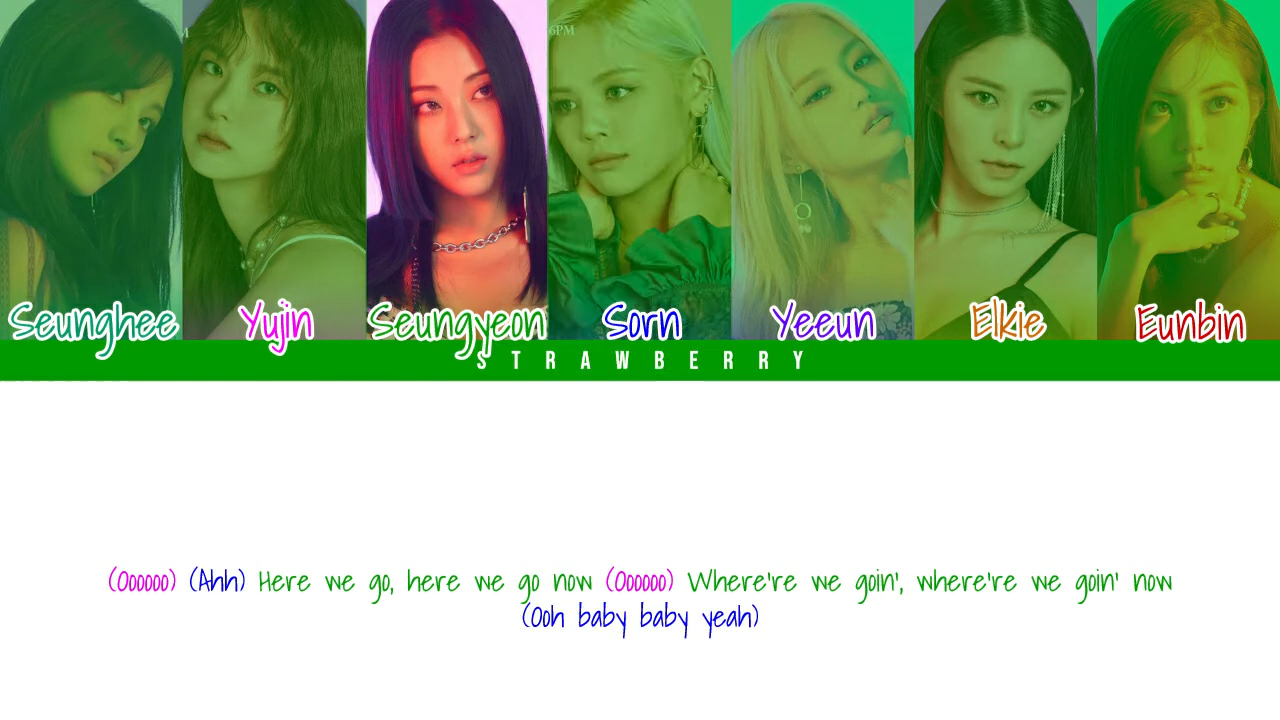 M
6PM
Seunghee Yujin Seungyeon Sorn Yeeun Elkie Eunbin
STRAWBERRY
(Oooooo) (Ahh) Here we go, here we go now (Oooooo) Where're we goin', where're we goin' now
(Ooh baby baby yeah)